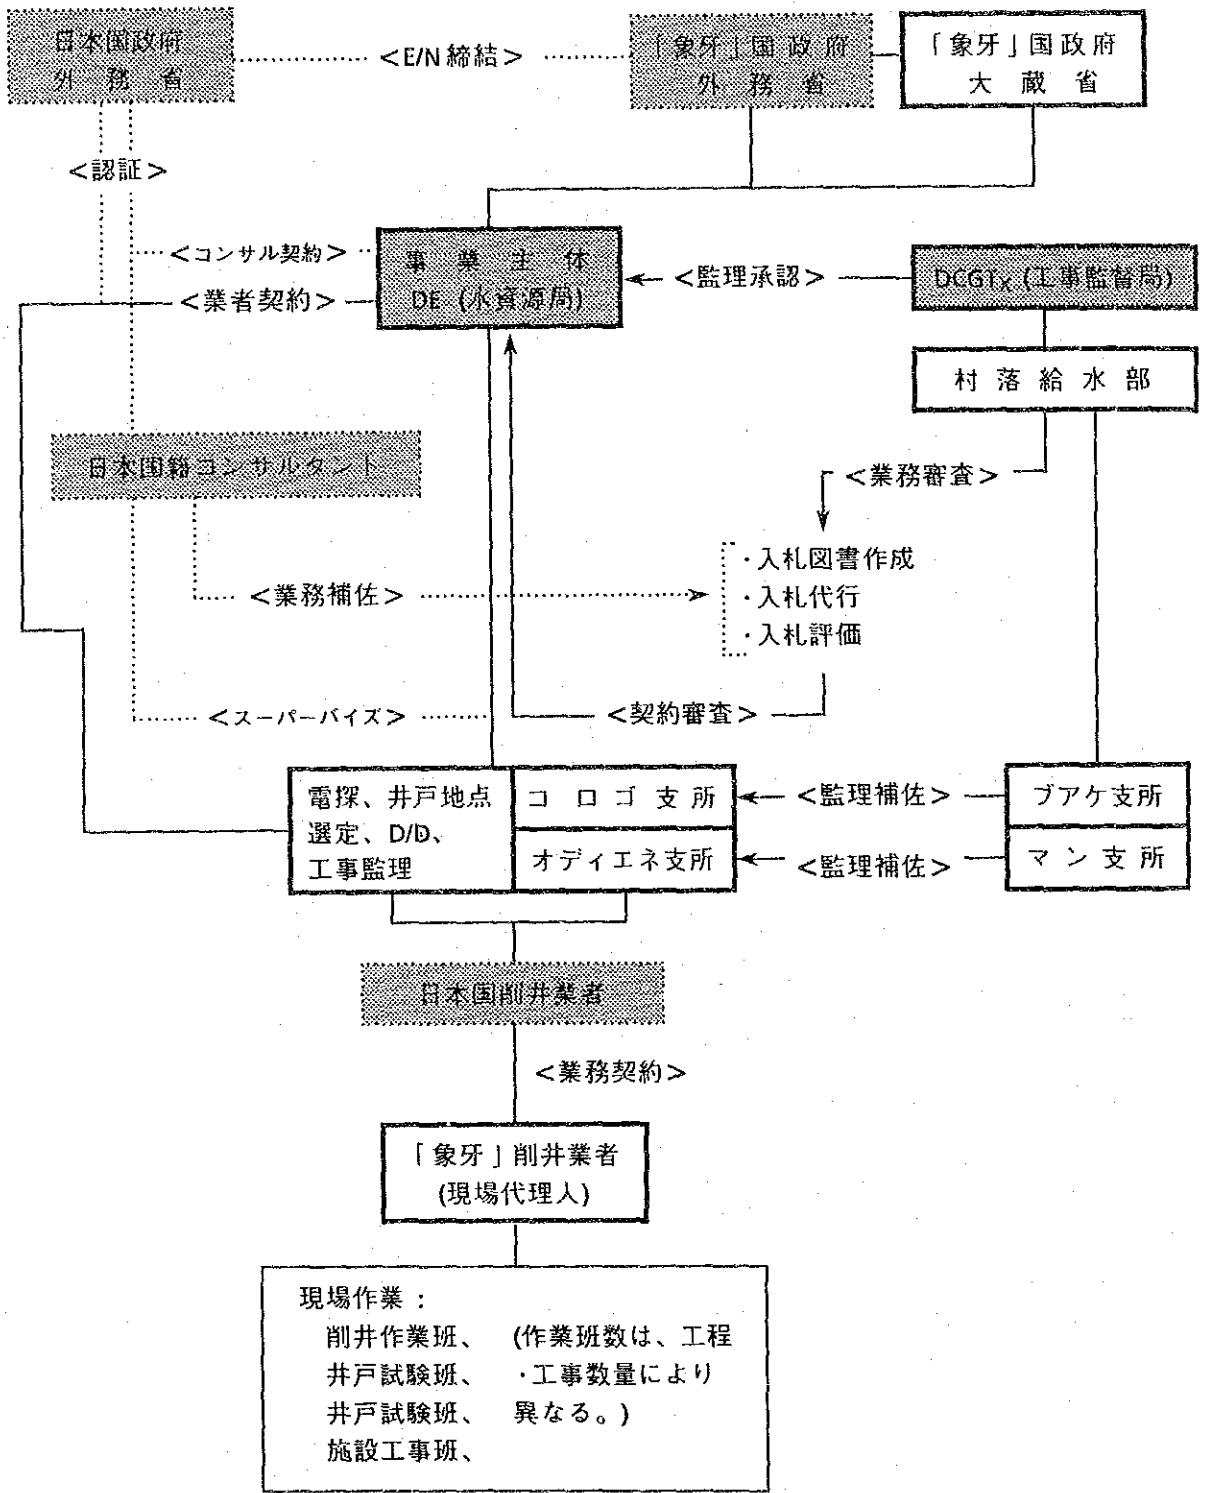 日本国政府
外務省
<E/N 締結>
「象牙」国政府
外務省
「象牙」国政府
大蔵省
<認証>
<コンサル契約>
<業者契約>
事業主体
DE (水資源局)
<監理承認>
DCGTx (工事監督局)
村落給水部
日本国籍コンサルタント
<業務審査>
<業務補佐>
・入札図書作成
・入札代行
・入札評価
<スーパーバイズ>
<契約審査>
電探、井戸地点
選定、D/D、
工事監理
コロゴ支所
オディエネ支所
<監理補佐>
<監理補佐>
ブアケ支所
マン支所
日本国削井業者
<業務契約>
「象牙」削井業者
(現場代理人)
現場作業：
削井作業班、 (作業班数は、工程
井戸試験班、 ・工事数量により
井戸試験班、 異なる。)
施設工事班、